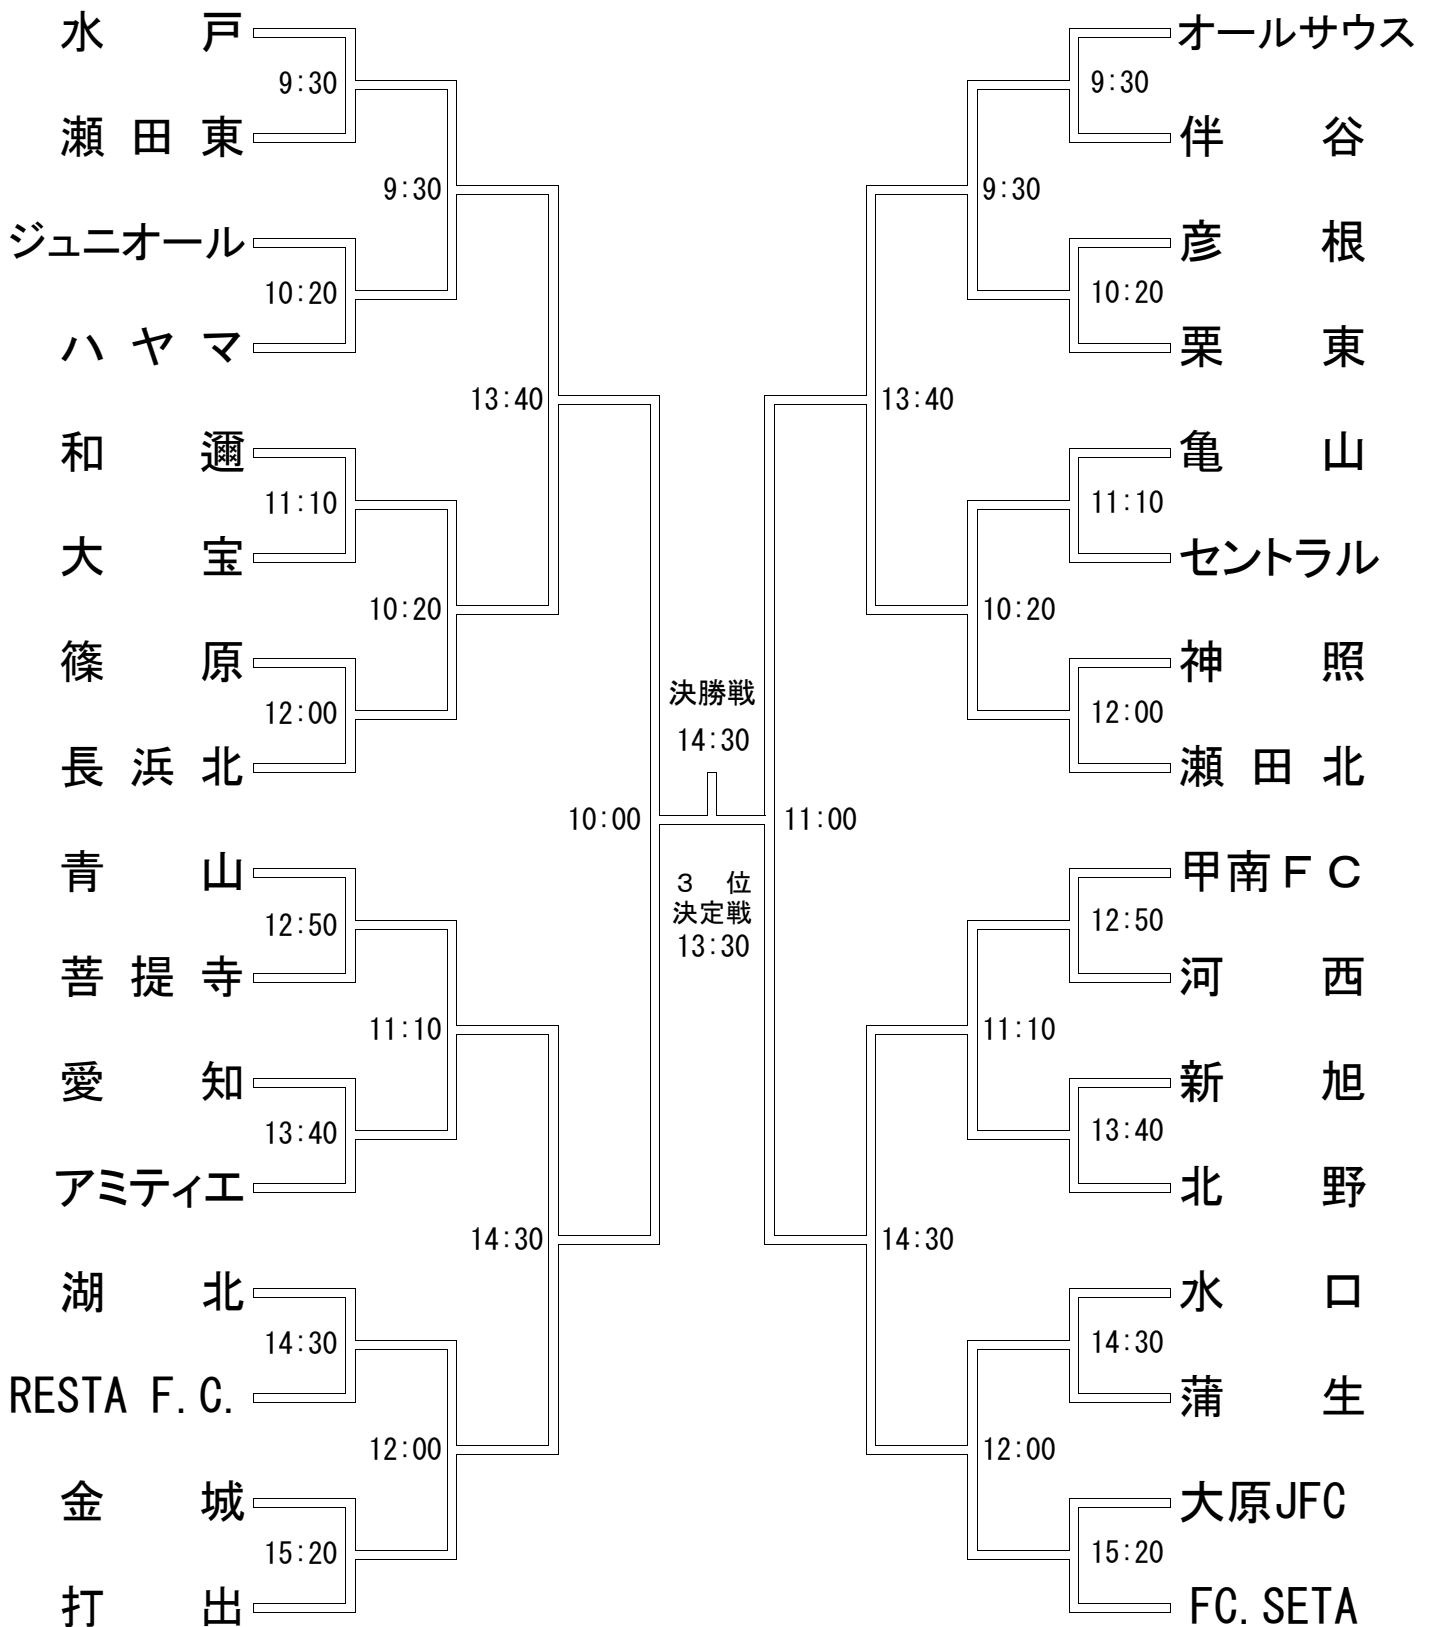 水戸
9:30
瀬田東
9:30
ジュニオール
10:20
ハヤマ
13:40
和邇
11:10
大宝
10:20
篠原
12:00
長浜北
10:00
青山
12:50
菩提寺
11:10
愛知
13:40
アミティエ
14:30
湖北
14:30
RESTA F.C.
12:00
金城
15:20
打出
決勝戦
14:30
3 位
決定戦
13:30
オールサウス
9:30
伴谷
9:30
彦根
10:20
栗東
13:40
亀山
11:10
セントラル
10:20
神照
12:00
瀬田北
11:00
甲南FC
12:50
河西
11:10
新旭
13:40
北野
14:30
水口
14:30
蒲生
12:00
大原JFC
15:20
FC.SETA